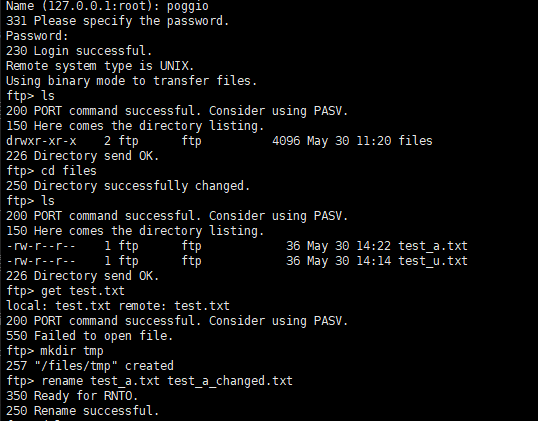 Name (127.0.0.1:root): poggio
331 Please specify the password.
Password:
230 Login successful.
Remote system type is UNIX.
Using binary mode to transfer files.
ftp> ls
200 PORT command successful. Consider using PASV.
150 Here comes the directory listing.
drwxr-xr-x    2 ftp      ftp          4096 May 30 11:20 files
226 Directory send OK.
ftp> cd files
250 Directory successfully changed.
ftp> ls
200 PORT command successful. Consider using PASV.
150 Here comes the directory listing.
-rw-r--r--    1 ftp      ftp            36 May 30 14:22 test_a.txt
-rw-r--r--    1 ftp      ftp            36 May 30 14:14 test_u.txt
226 Directory send OK.
ftp> get test.txt
local: test.txt remote: test.txt
200 PORT command successful. Consider using PASV.
550 Failed to open file.
ftp> mkdir tmp
257 "/files/tmp" created
ftp> rename test_a.txt test_a_changed.txt
350 Ready for RNTO.
250 Rename successful.